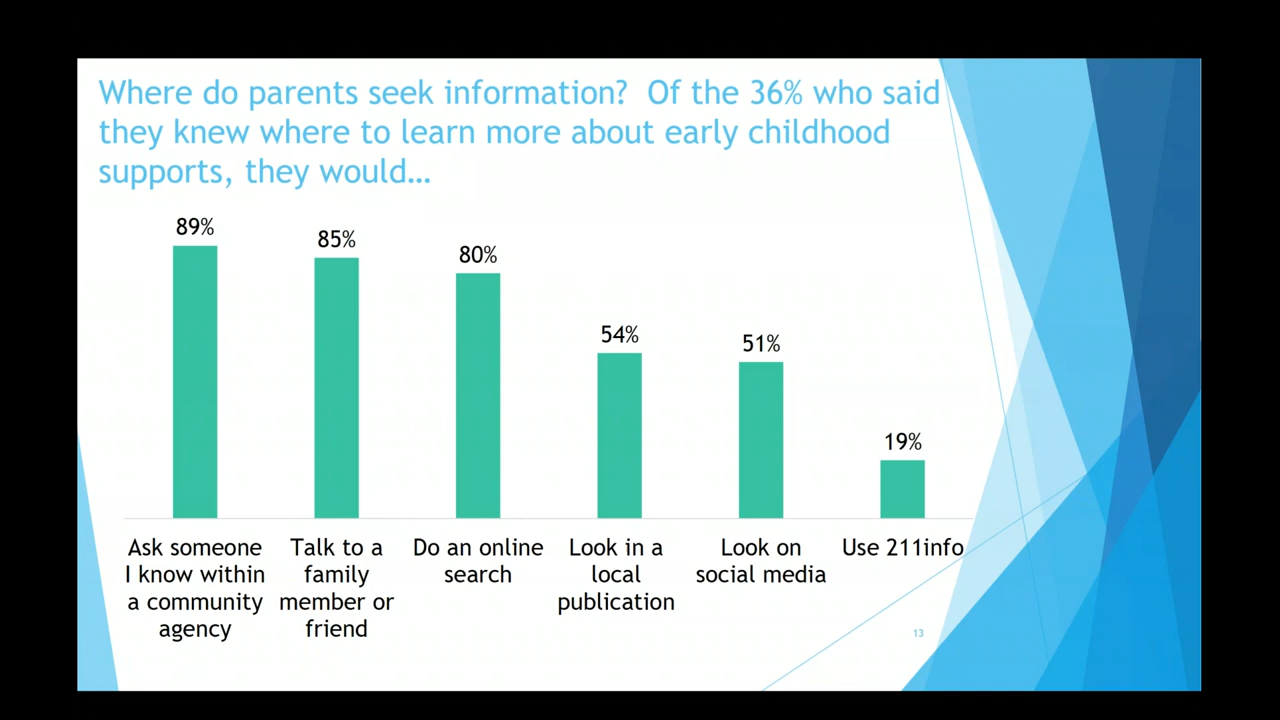 Where do parents seek information?  Of the 36% who said
they knew where to learn more about early childhood
supports, they would…
89%
85%
80%
54%
51%
19%
Ask someone
I know within
a community
agency
Talk to a
family
member or
friend
Do an online
search
Look in a
local
publication
Look on
social media
Use 211info
13